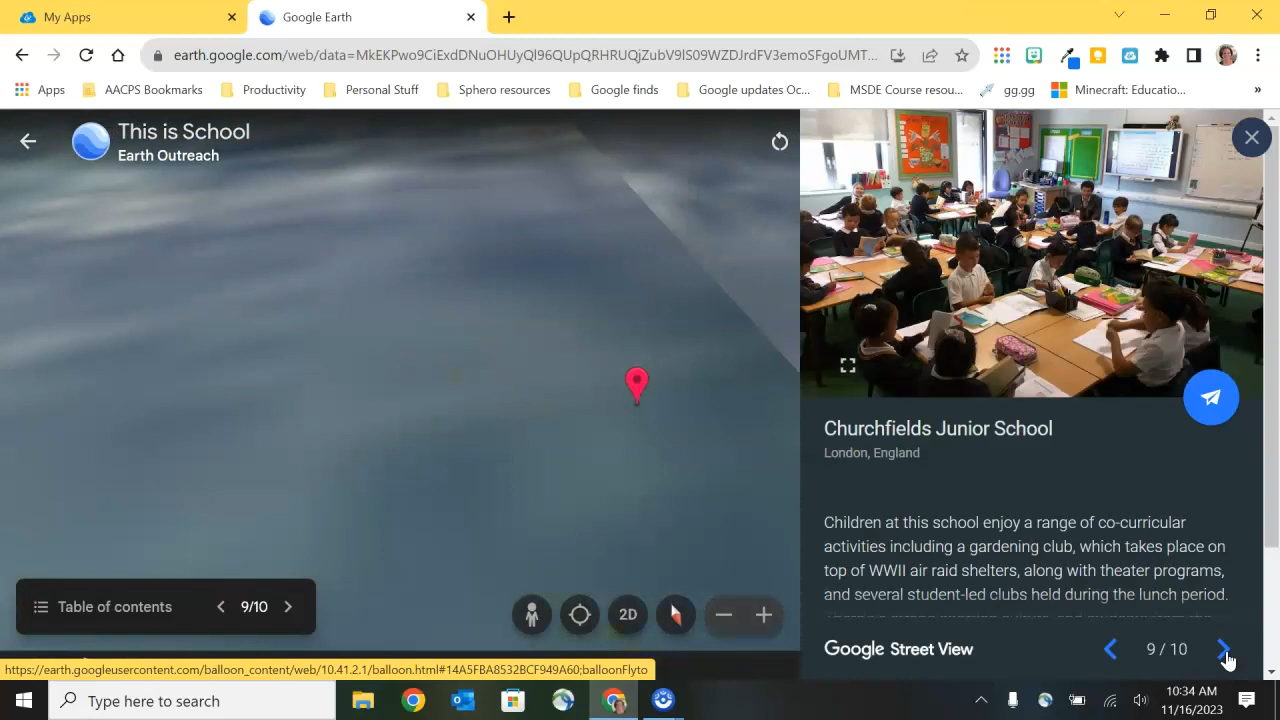 My Apps
Google Earth
earth.google.com/web/data=MkEKPwo9CiExdDNuOHUyQl96QUpQRHRUQjZubV9lS09WZDJrdjFV3emoSFgoUMT...
Apps
AACPS Bookmarks
Productivity
Personal Stuff
Sphero resources
Google finds
Google updates Oc...
MSDE Course resou...
gg.gg
Minecraft: Educatio...
»
This is School
Earth Outreach
Churchfields Junior School
London, England
Children at this school enjoy a range of co-curricular
activities including a gardening club, which takes place on
top of WWII air raid shelters, along with theater programs,
and several student-led clubs held during the lunch period.
Table of contents
9/10
2D
Google Street View
9 / 10
https://earth.googleusercontent.com/balloon_content/web/10.41.2.1/balloon.html#14A5FBA8532BCF949A60;balloonFlyto
Type here to search
10:34 AM
11/16/2023